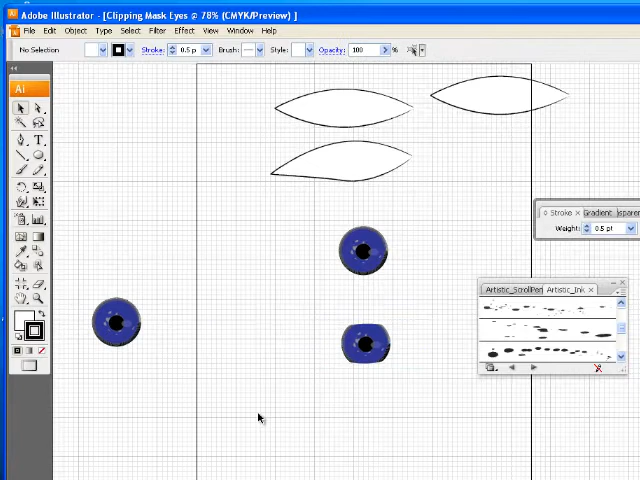 Adobe Illustrator - [Clipping Mask Eyes @ 78% (CMYK/Preview) ]
File Edit Object Type Select Filter Effect View Window Help
No Selection Stroke: 0.5 p Brush: Style: Opacity: 100 %
Ai
T
Stroke × Gradient
Weight: 0.5 pt
Artistic_ScrollPen Artistic_Ink ×